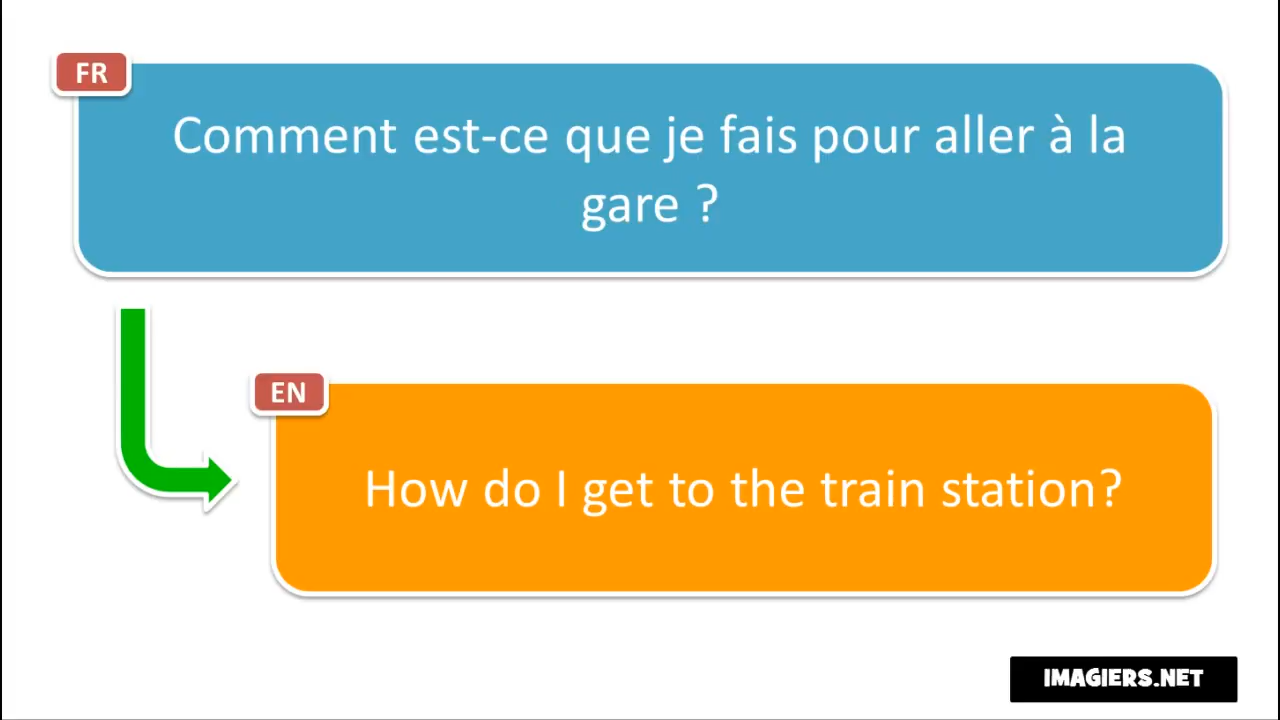 FR
Comment est-ce que je fais pour aller à la
gare ?
EN
How do I get to the train station?
IMAGIERS.NET